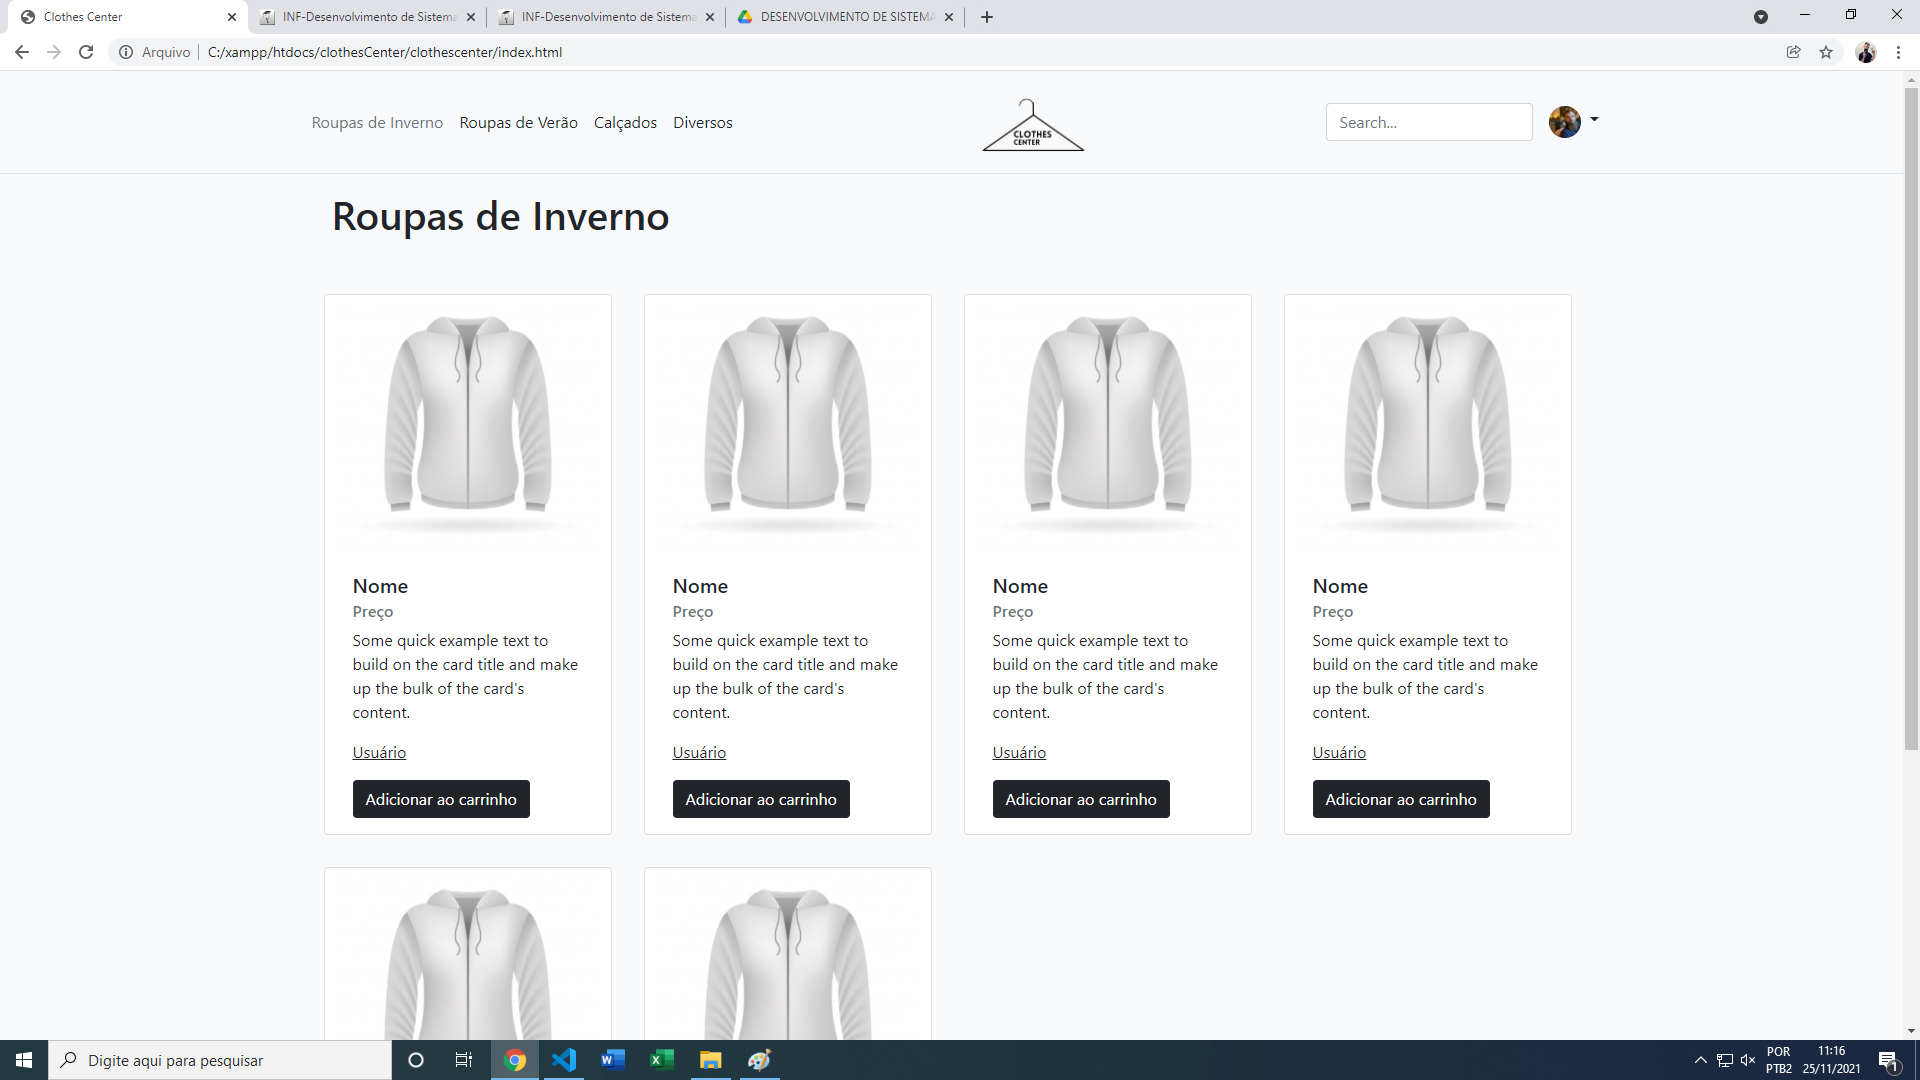 Clothes Center
INF-Desenvolvimento de Sistema
INF-Desenvolvimento de Sistema
DESENVOLVIMENTO DE SISTEMA
Arquivo
C:/xampp/htdocs/clothesCenter/clothescenter/index.html
Roupas de Inverno Roupas de Verão Calçados Diversos
CLOTHES
CENTER
Search...
Roupas de Inverno
Nome
Preço
Some quick example text to
build on the card title and make
up the bulk of the card's
content.
Usuário
Adicionar ao carrinho
Nome
Preço
Some quick example text to
build on the card title and make
up the bulk of the card's
content.
Usuário
Adicionar ao carrinho
Nome
Preço
Some quick example text to
build on the card title and make
up the bulk of the card's
content.
Usuário
Adicionar ao carrinho
Nome
Preço
Some quick example text to
build on the card title and make
up the bulk of the card's
content.
Usuário
Adicionar ao carrinho
Digite aqui para pesquisar
POR
PTB2
11:16
25/11/2021
1